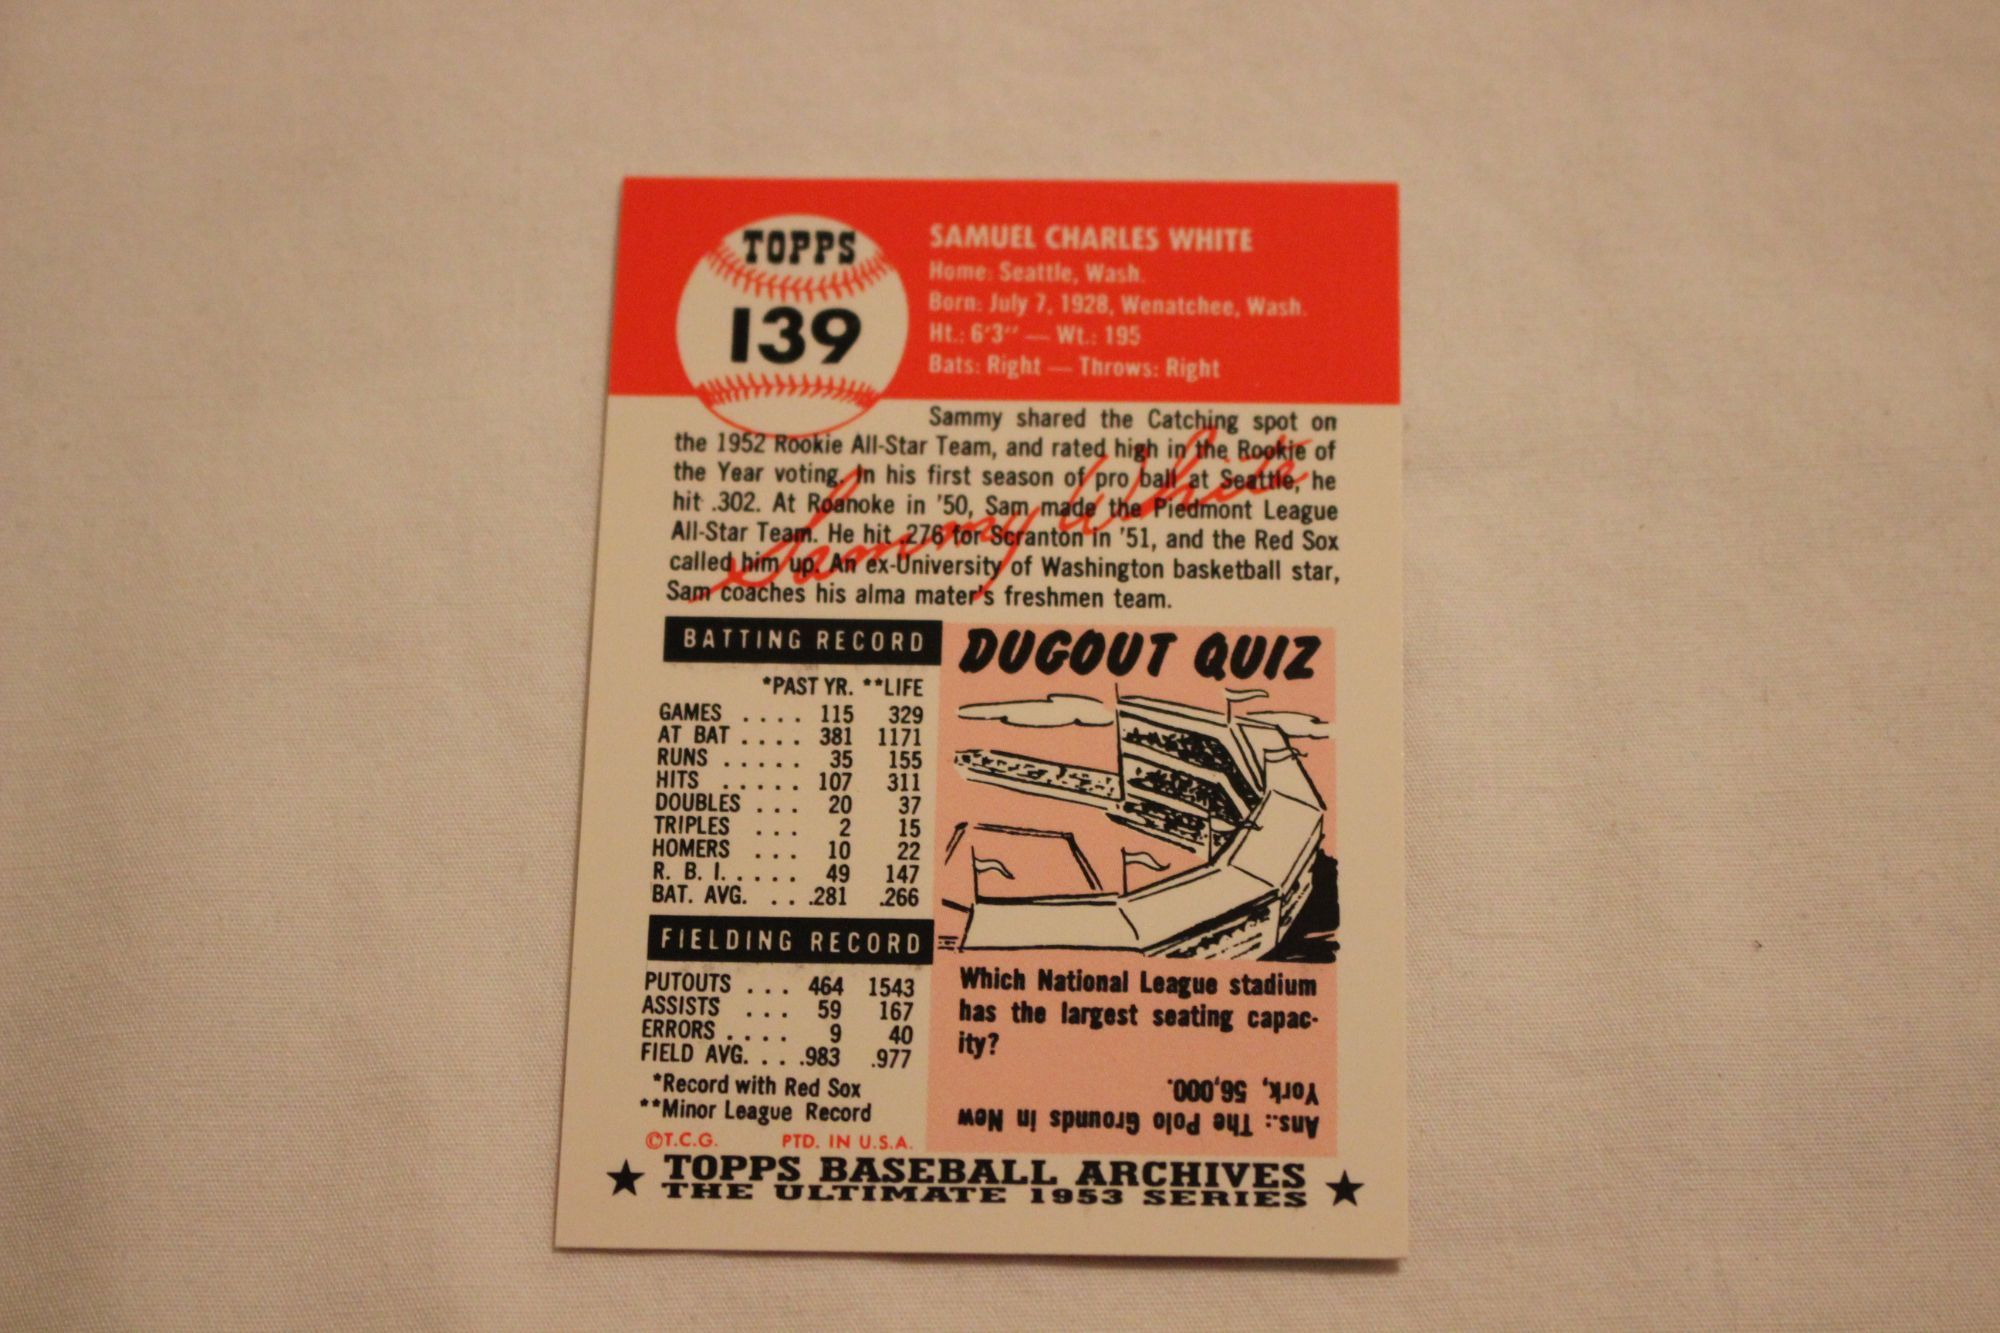 TOPPS
139
SAMUEL CHARLES WHITE
Home: Seattle, Wash.
Born: July 7, 1928, Wenatchee, Wash.
Ht.: 6'3" — Wt.: 195
Bats: Right — Throws: Right
Sammy shared the Catching spot on
the 1952 Rookie All-Star Team, and rated high in the Rookie of
the Year voting. In his first season of pro ball at Seattle, he
hit .302. At Roanoke in '50, Sam made the Piedmont League
All-Star Team. He hit .276 for Scranton in '51, and the Red Sox
called him up. An ex-University of Washington basketball star,
Sam coaches his alma mater's freshmen team.
Sammy White
BATTING RECORD
*PAST YR. **LIFE
GAMES . . . . 115 329
AT BAT . . . . 381 1171
RUNS . . . . . 35 155
HITS . . . . . 107 311
DOUBLES . . . 20 37
TRIPLES . . . 2 15
HOMERS . . . 10 22
R. B. I. . . . . 49 147
BAT. AVG. . . .281 .266
FIELDING RECORD
PUTOUTS . . . 464 1543
ASSISTS . . . 59 167
ERRORS . . . . 9 40
FIELD AVG. . . .983 .977
*Record with Red Sox
**Minor League Record
©T.C.G. PTD. IN U.S.A.
DUGOUT QUIZ
Which National League stadium
has the largest seating capac-
ity?
Ans.: The Polo Grounds in New
York, 56,000.
★ TOPPS BASEBALL ARCHIVES ★
THE ULTIMATE 1953 SERIES